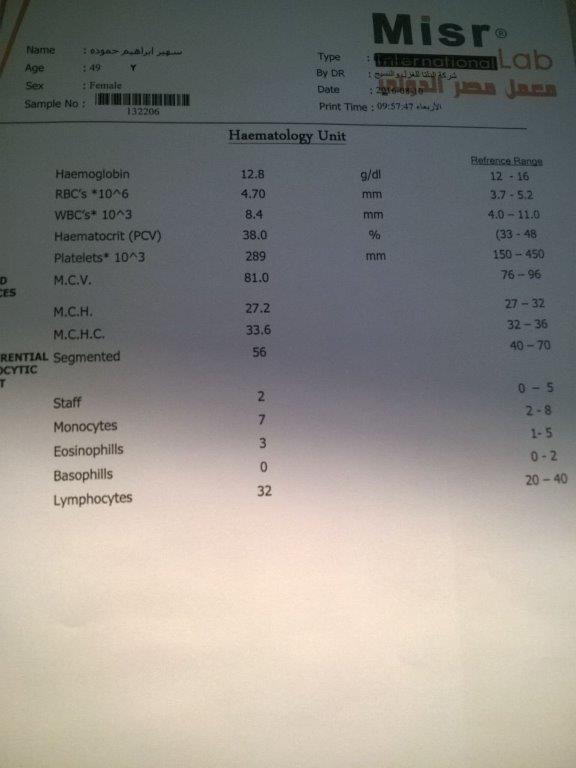 Misr®
International Lab
معمل مصر الدولي
Name : سهير ابراهيم حموده
Type :
Age : 49 Y
By DR : شركة الدلتا للغزل والنسيج
Sex : Female
Date : 2016-08-10
Sample No :
132206
Print Time : 09:57:47 الأربعاء
Haematology Unit
Refrence Range
Haemoglobin 12.8 g/dl 12 - 16
RBC's *10^6 4.70 mm 3.7 - 5.2
WBC's* 10^3 8.4 mm 4.0 – 11.0
Haematocrit (PCV) 38.0 % (33 - 48
Platelets* 10^3 289 mm 150 – 450
D
CES
M.C.V. 81.0 76 – 96
M.C.H. 27.2 27 – 32
M.C.H.C. 33.6 32 – 36
RENTIAL
OCYTIC
T
Segmented 56 40 – 70
Staff 2 0 – 5
Monocytes 7 2 - 8
Eosinophills 3 1- 5
Basophills 0 0 - 2
Lymphocytes 32 20 – 40